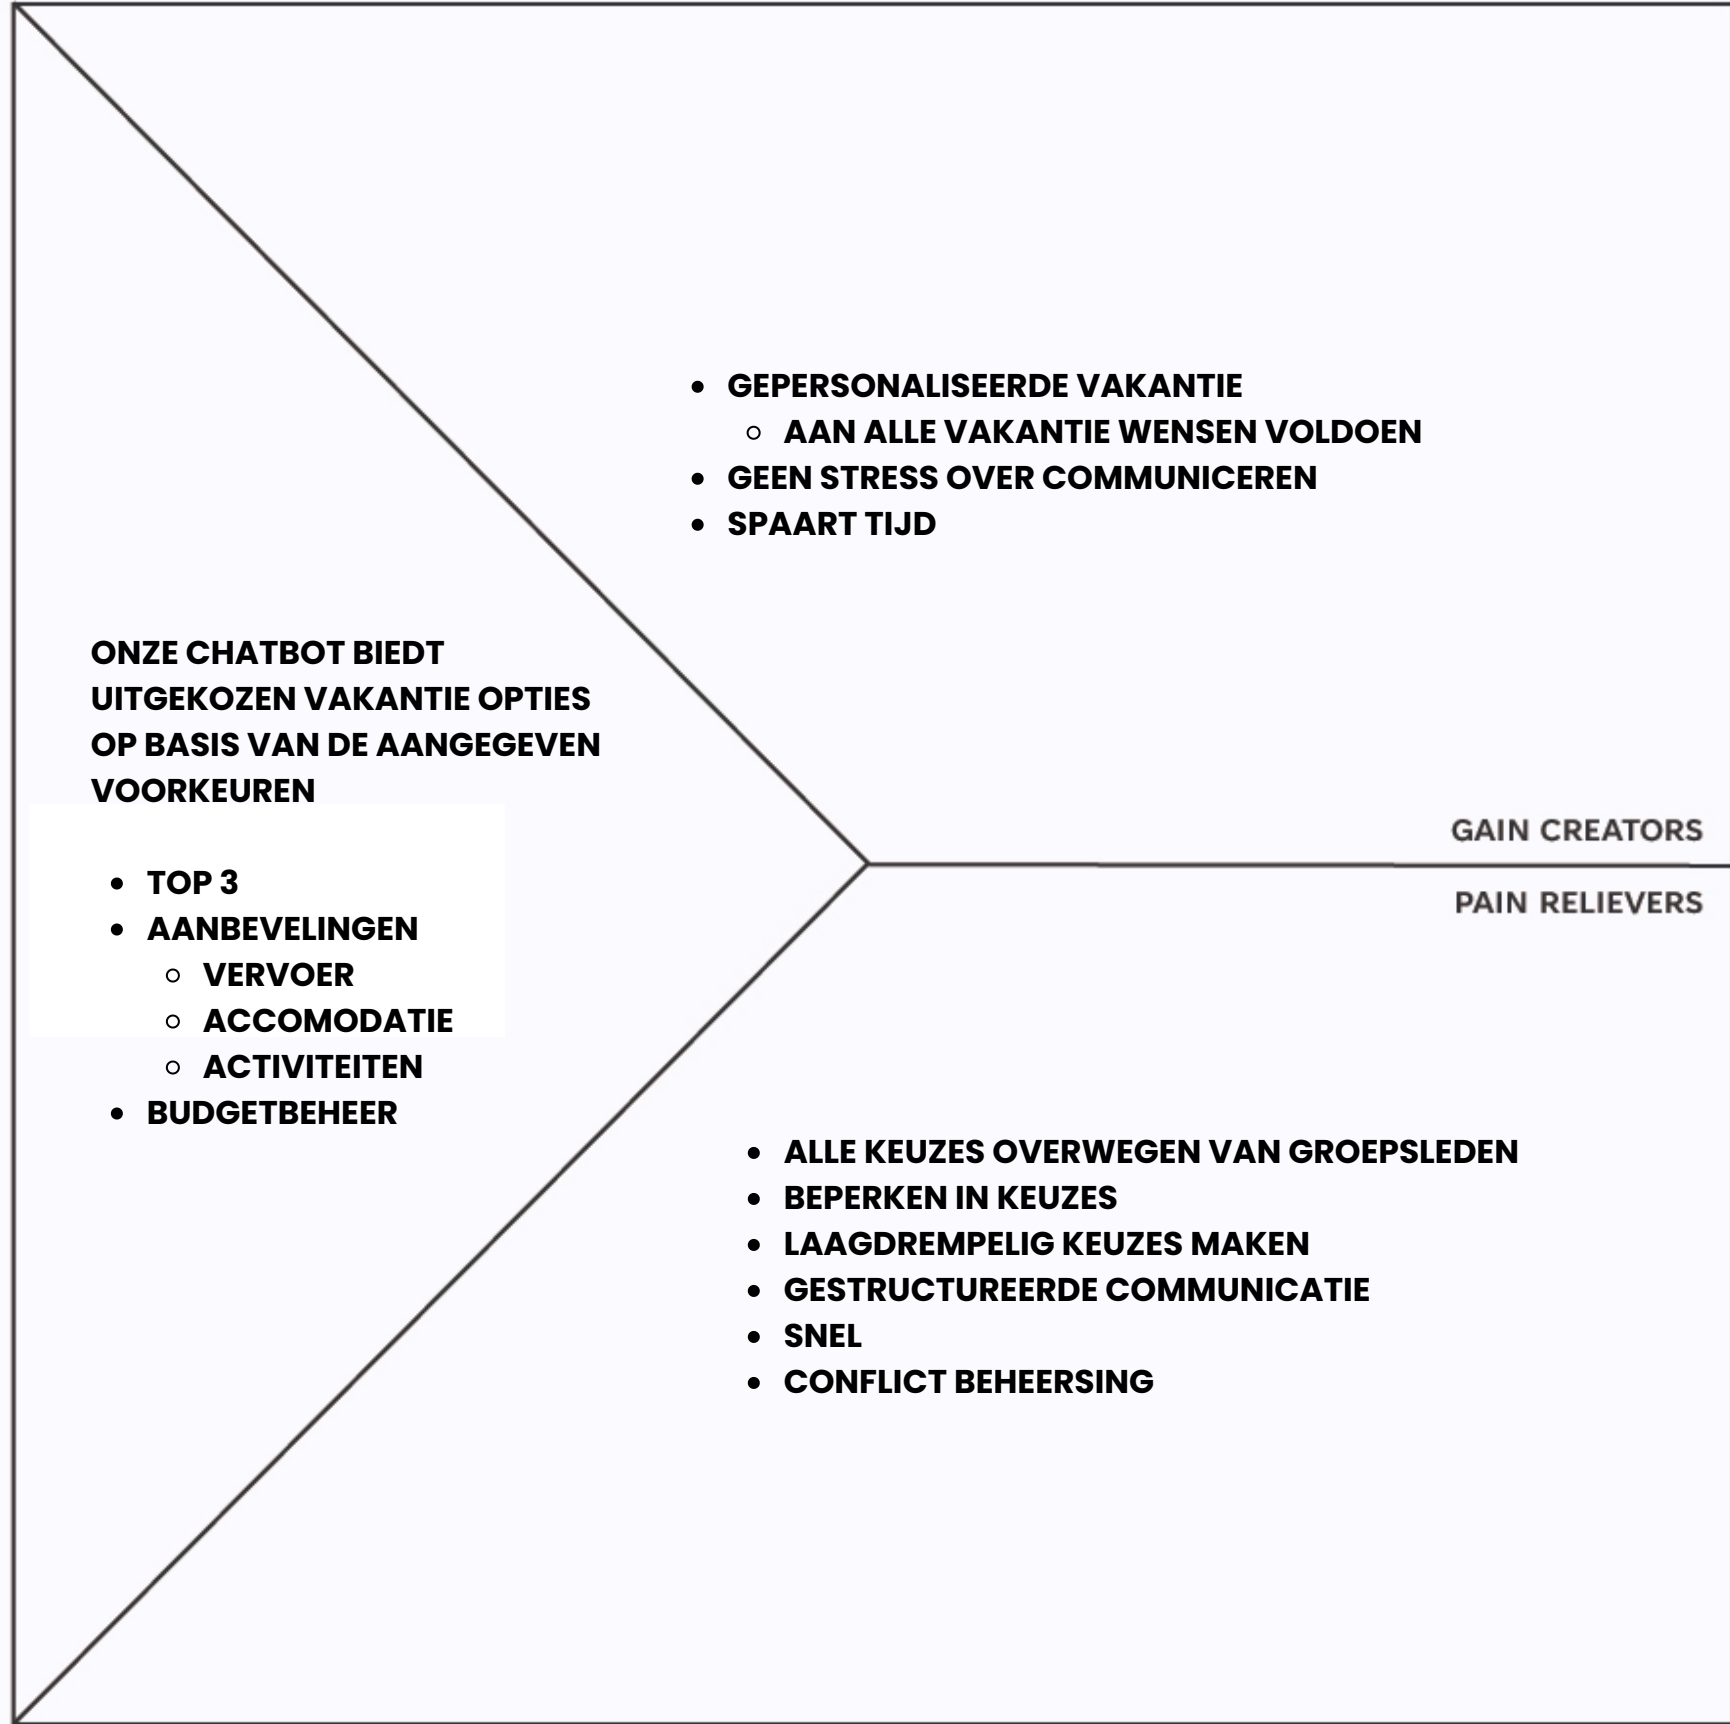 GEPERSONALISEERDE VAKANTIE
AAN ALLE VAKANTIE WENSEN VOLDOEN
GEEN STRESS OVER COMMUNICEREN
SPAART TIJD
ONZE CHATBOT BIEDT
UITGEKOZEN VAKANTIE OPTIES
OP BASIS VAN DE AANGEGEVEN
VOORKEUREN
TOP 3
AANBEVELINGEN
VERVOER
ACCOMODATIE
ACTIVITEITEN
BUDGETBEHEER
GAIN CREATORS
PAIN RELIEVERS
ALLE KEUZES OVERWEGEN VAN GROEPSLEDEN
BEPERKEN IN KEUZES
LAAGDREMPELIG KEUZES MAKEN
GESTRUCTUREERDE COMMUNICATIE
SNEL
CONFLICT BEHEERSING